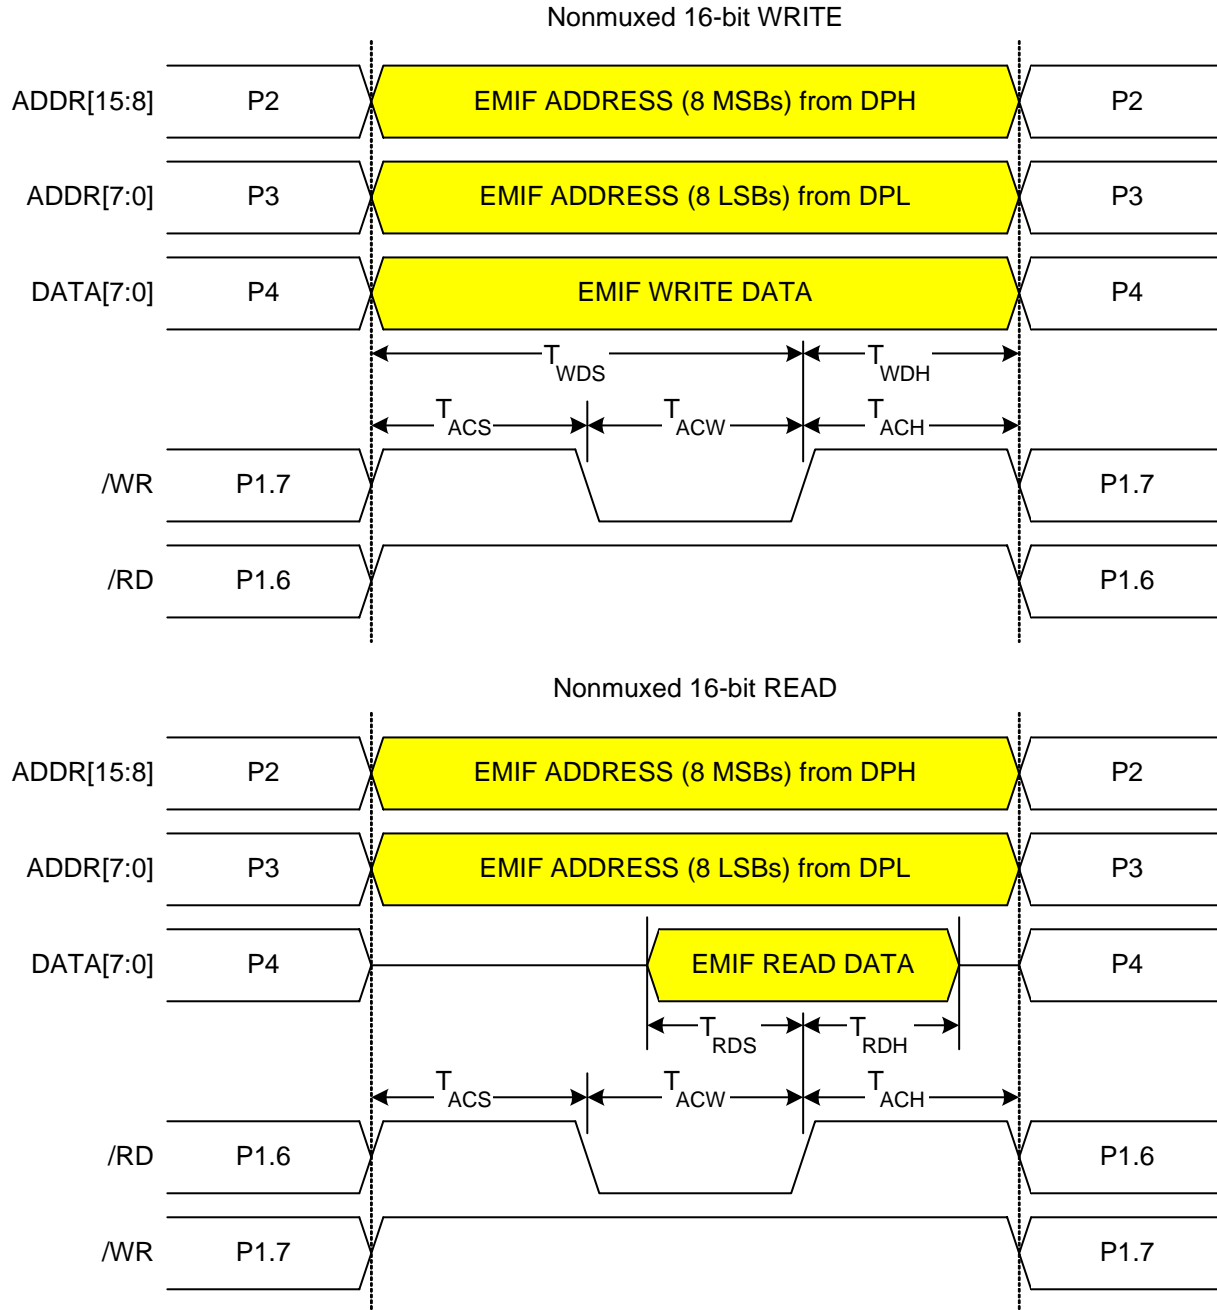 Nonmuxed 16-bit WRITE
ADDR[15:8] P2 EMIF ADDRESS (8 MSBs) from DPH P2
ADDR[7:0] P3 EMIF ADDRESS (8 LSBs) from DPL P3
DATA[7:0] P4 EMIF WRITE DATA P4
TWDS TWDH
TACS TACW TACH
/WR P1.7 P1.7
/RD P1.6 P1.6
Nonmuxed 16-bit READ
ADDR[15:8] P2 EMIF ADDRESS (8 MSBs) from DPH P2
ADDR[7:0] P3 EMIF ADDRESS (8 LSBs) from DPL P3
DATA[7:0] P4 EMIF READ DATA P4
TRDS TRDH
TACS TACW TACH
/RD P1.6 P1.6
/WR P1.7 P1.7